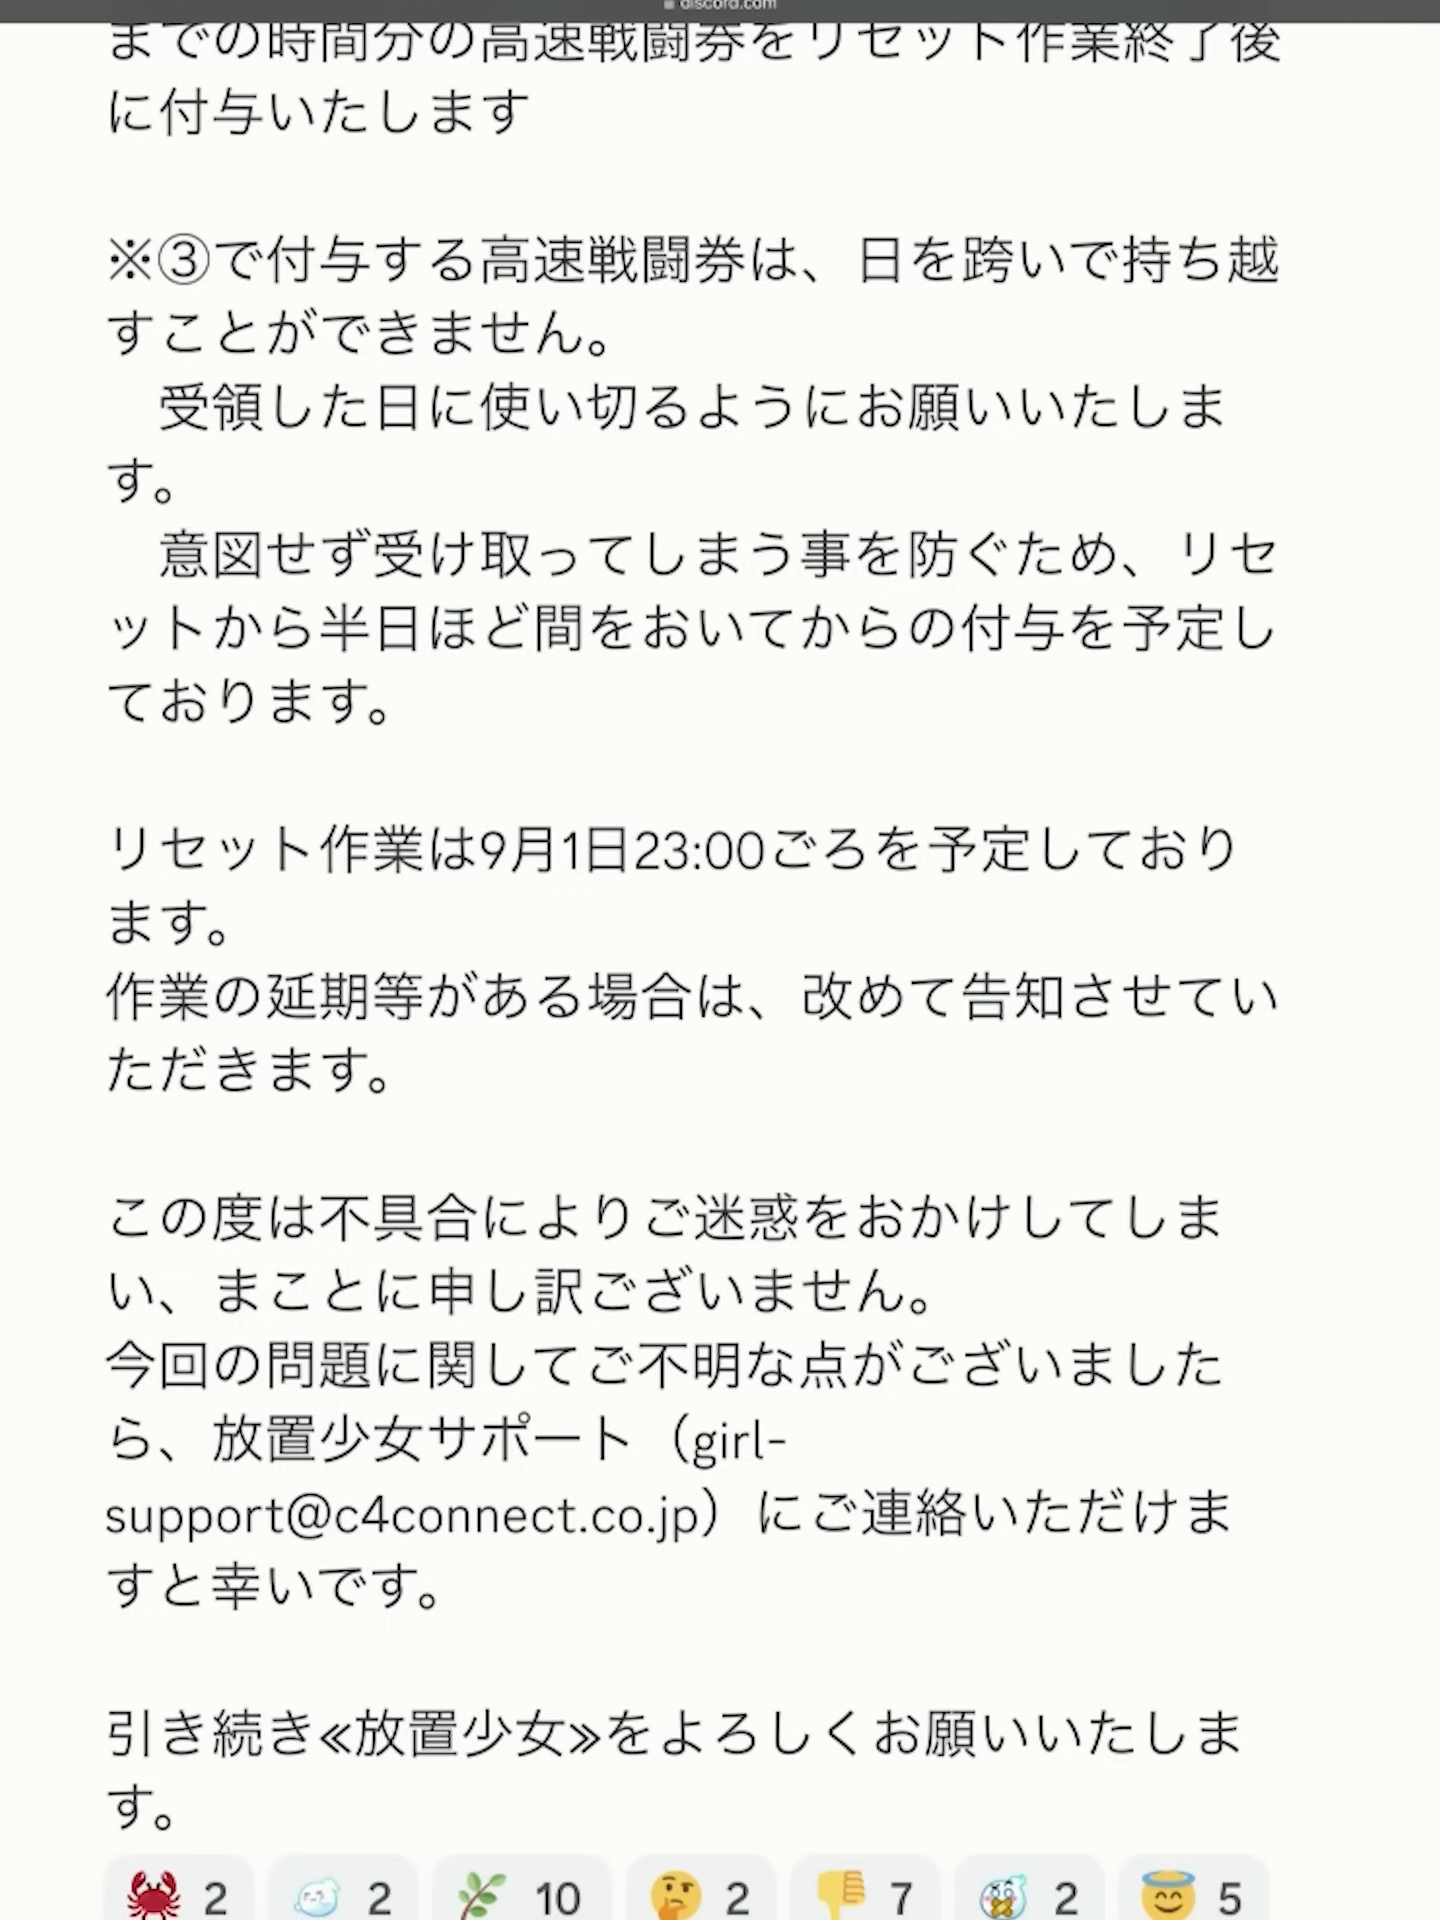 discord.com
までの時間分の高速戦闘券をリセット作業終了後
に付与いたします
※③で付与する高速戦闘券は、日を跨いで持ち越
すことができません。
　受領した日に使い切るようにお願いいたしま
す。
　意図せず受け取ってしまう事を防ぐため、リセ
ットから半日ほど間をおいてからの付与を予定し
ております。
リセット作業は9月1日23:00ごろを予定しており
ます。
作業の延期等がある場合は、改めて告知させてい
ただきます。
この度は不具合によりご迷惑をおかけしてしま
い、まことに申し訳ございません。
今回の問題に関してご不明な点がございました
ら、放置少女サポート（girl-
support@c4connect.co.jp）にご連絡いただけま
すと幸いです。
引き続き≪放置少女≫をよろしくお願いいたしま
す。
2 2 10 2 7 2 5